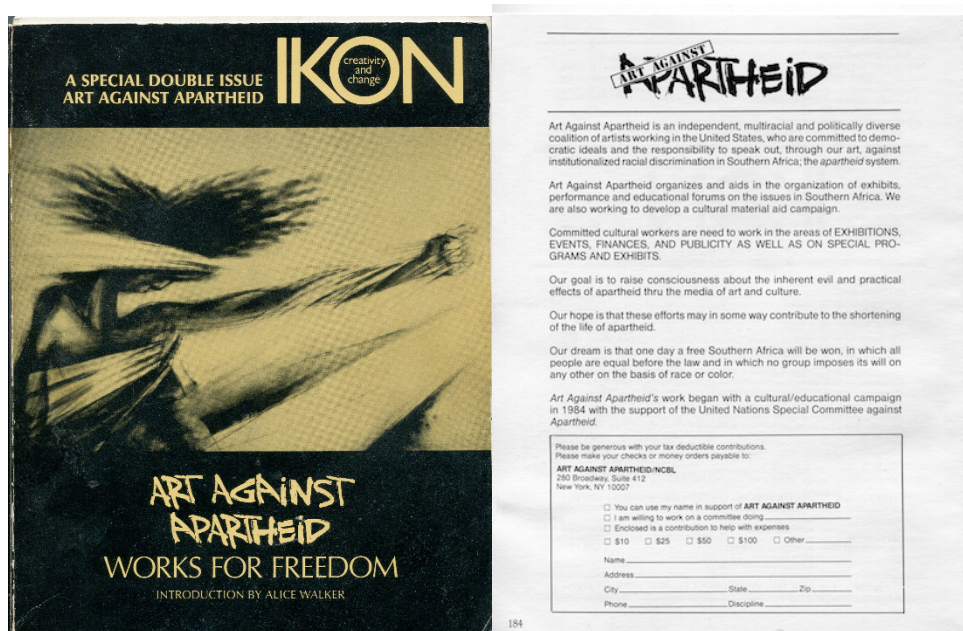 A SPECIAL DOUBLE ISSUE
ART AGAINST APARTHEID
IKON
creativity
and
change
ART AGAINST
APARTHEID
WORKS FOR FREEDOM
INTRODUCTION BY ALICE WALKER
ART AGAINST
APARTHEID
Art Against Apartheid is an independent, multiracial and politically diverse
coalition of artists working in the United States, who are committed to demo-
cratic ideals and the responsibility to speak out, through our art, against
institutionalized racial discrimination in Southern Africa; the apartheid system.
Art Against Apartheid organizes and aids in the organization of exhibits,
performance and educational forums on the issues in Southern Africa. We
are also working to develop a cultural material aid campaign.
Committed cultural workers are need to work in the areas of EXHIBITIONS,
EVENTS, FINANCES, AND PUBLICITY AS WELL AS ON SPECIAL PRO-
GRAMS AND EXHIBITS.
Our goal is to raise consciousness about the inherent evil and practical
effects of apartheid thru the media of art and culture.
Our hope is that these efforts may in some way contribute to the shortening
of the life of apartheid.
Our dream is that one day a free Southern Africa will be won, in which all
people are equal before the law and in which no group imposes its will on
any other on the basis of race or color.
Art Against Apartheid's work began with a cultural/educational campaign
in 1984 with the support of the United Nations Special Committee against
Apartheid.
Please be generous with your tax deductible contributions.
Please make your checks or money orders payable to:
ART AGAINST APARTHEID/NCBL
280 Broadway, Suite 412
New York, NY 10007
☐ You can use my name in support of ART AGAINST APARTHEID
☐ I am willing to work on a committee doing
☐ Enclosed is a contribution to help with expenses
☐ $10 ☐ $25 ☐ $50 ☐ $100 ☐ Other
Name
Address
City State Zip
Phone Discipline
184